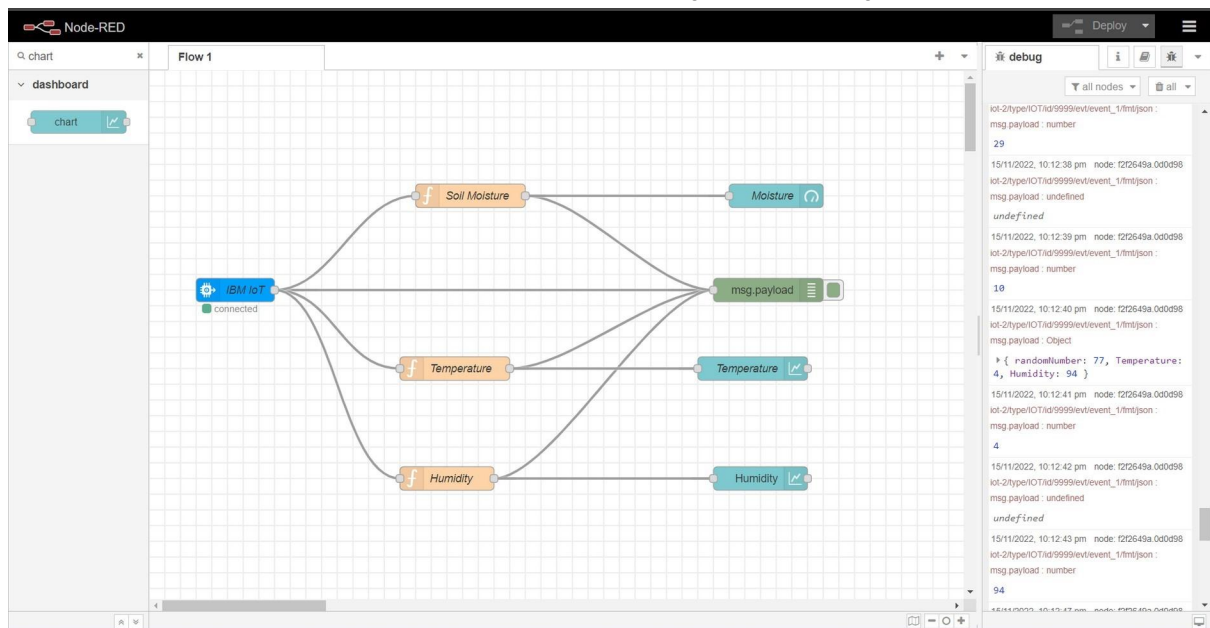 Node-RED
Deploy
chart
Flow 1
dashboard
chart
Soil Moisture
Moisture
IBM IoT
connected
msg.payload
Temperature
Temperature
Humidity
Humidity
debug
i
all nodes
all
iot-2/type/IOT/id/9999/evt/event_1/fmt/json :
msg.payload : number
29
15/11/2022, 10:12:38 pm node: f2f2649a.0d0d98
iot-2/type/IOT/id/9999/evt/event_1/fmt/json :
msg.payload : undefined
undefined
15/11/2022, 10:12:39 pm node: f2f2649a.0d0d98
iot-2/type/IOT/id/9999/evt/event_1/fmt/json :
msg.payload : number
10
15/11/2022, 10:12:40 pm node: f2f2649a.0d0d98
iot-2/type/IOT/id/9999/evt/event_1/fmt/json :
msg.payload : Object
{ randomNumber: 77, Temperature:
4, Humidity: 94 }
15/11/2022, 10:12:41 pm node: f2f2649a.0d0d98
iot-2/type/IOT/id/9999/evt/event_1/fmt/json :
msg.payload : number
4
15/11/2022, 10:12:42 pm node: f2f2649a.0d0d98
iot-2/type/IOT/id/9999/evt/event_1/fmt/json :
msg.payload : undefined
undefined
15/11/2022, 10:12:43 pm node: f2f2649a.0d0d98
iot-2/type/IOT/id/9999/evt/event_1/fmt/json :
msg.payload : number
94